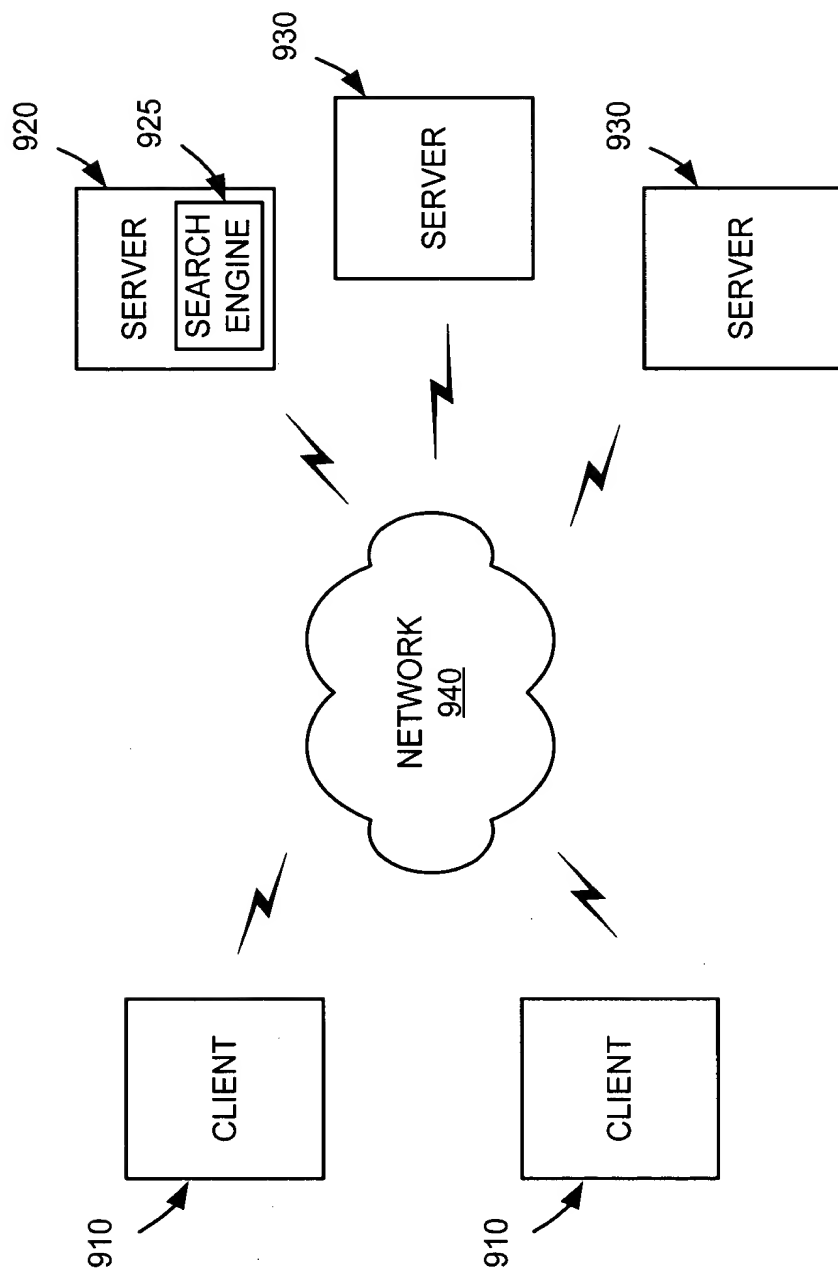 910
CLIENT
910
CLIENT
NETWORK
940
920
SERVER
925
SEARCH
ENGINE
930
SERVER
930
SERVER